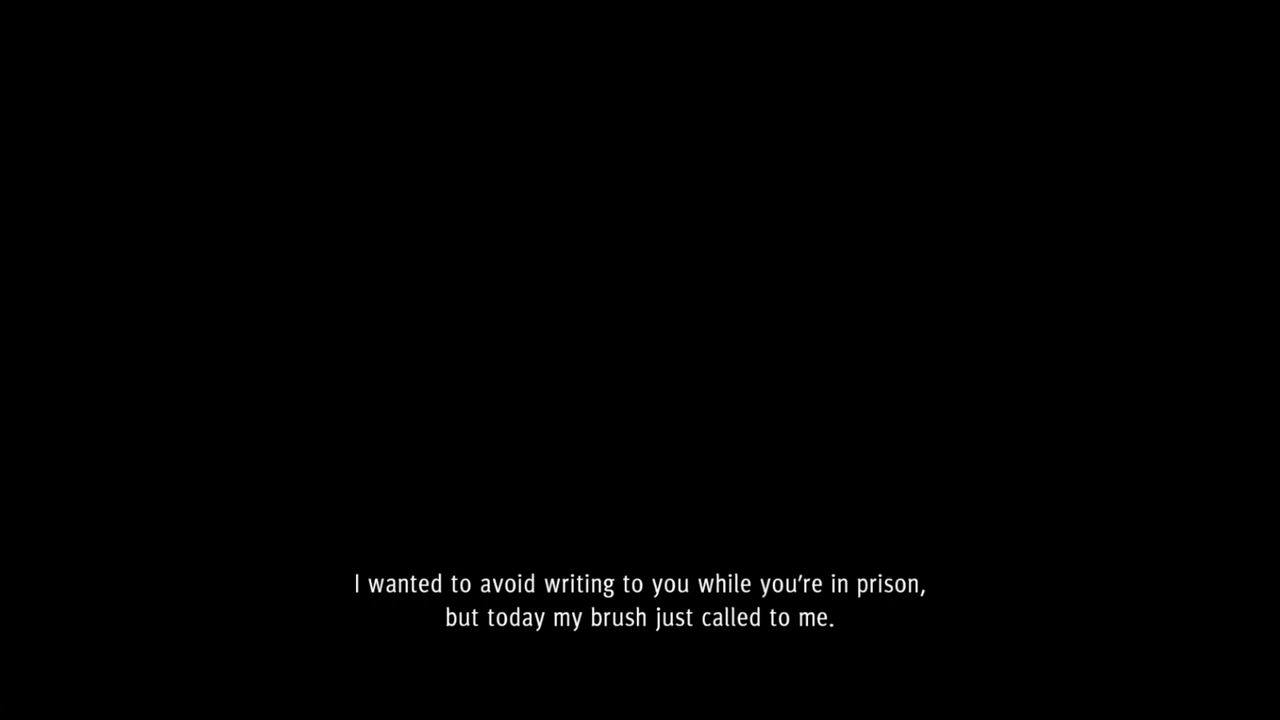 I wanted to avoid writing to you while you’re in prison,
but today my brush just called to me.